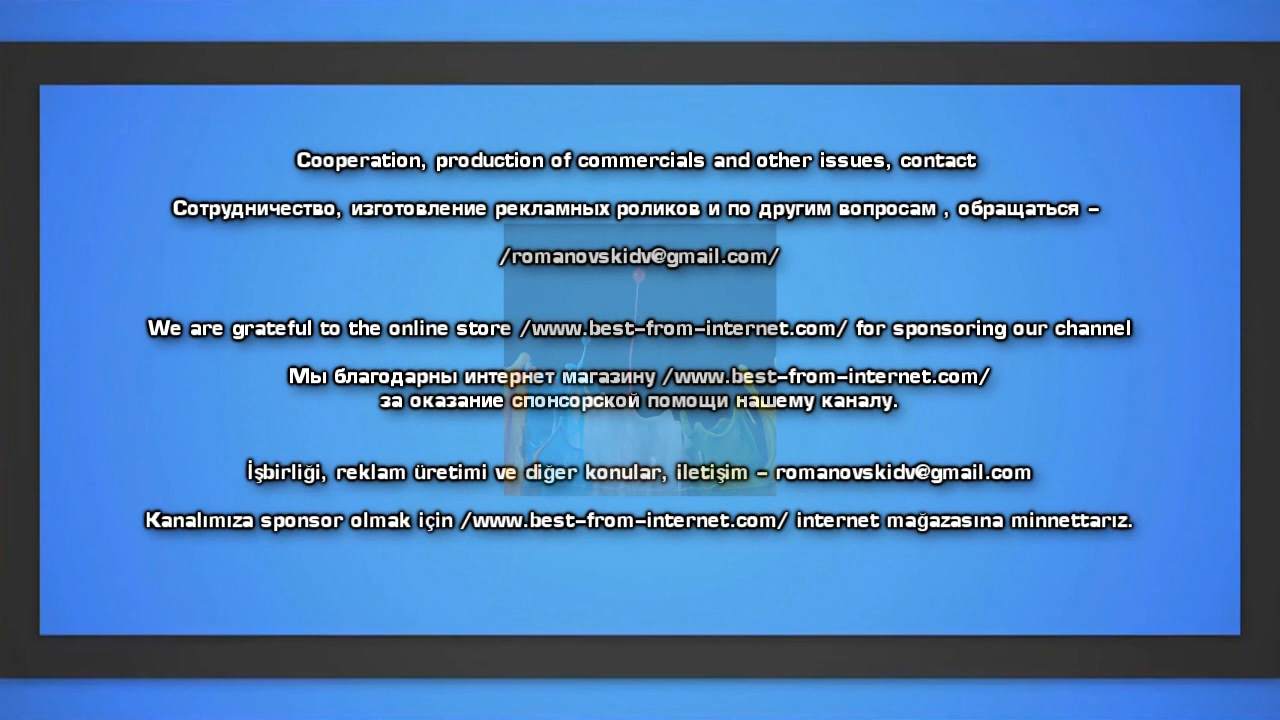 Cooperation, production of commercials and other issues, contact
Сотрудничество, изготовление рекламных роликов и по другим вопросам , обращаться -
/romanovskidv@gmail.com/
We are grateful to the online store /www.best-from-internet.com/ for sponsoring our channel
Мы благодарны интернет магазину /www.best-from-internet.com/
за оказание спонсорской помощи нашему каналу.
İşbirliği, reklam üretimi ve diğer konular, iletişim - romanovskidv@gmail.com
Kanalımıza sponsor olmak için /www.best-from-internet.com/ internet mağazasına minnettarız.